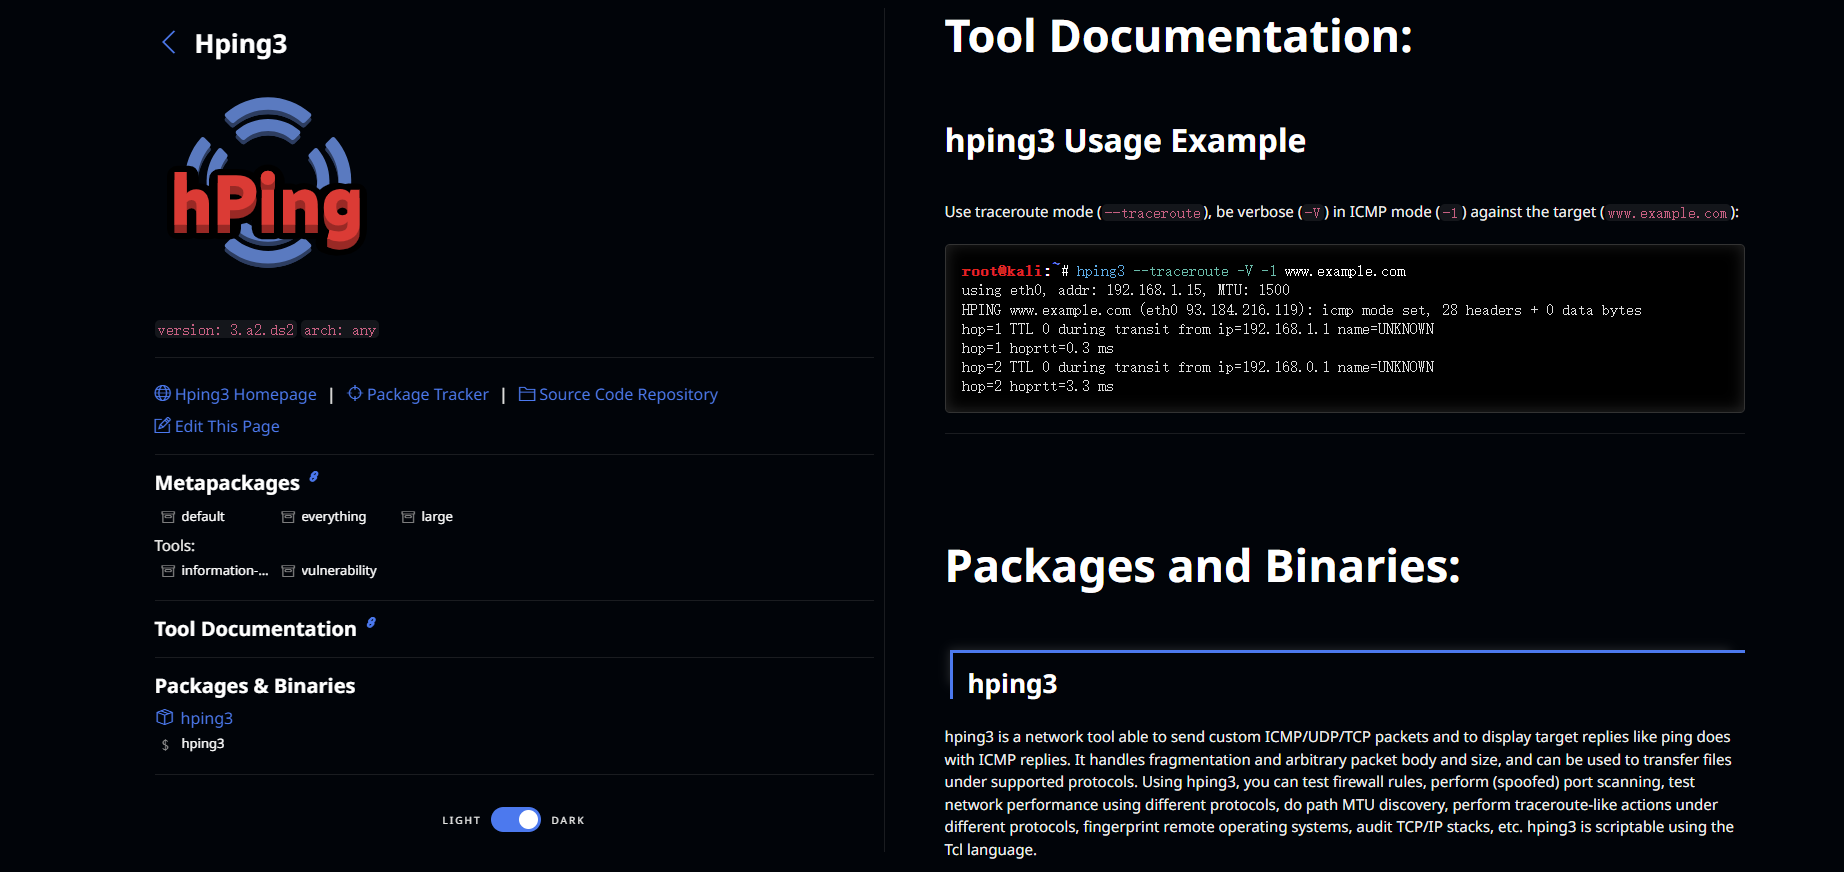 Hping3
hPing
version: 3.a2.ds2 arch: any
Hping3 Homepage | Package Tracker | Source Code Repository
Edit This Page
Metapackages
default everything large
Tools:
information-... vulnerability
Tool Documentation
Packages & Binaries
hping3
$ hping3
LIGHT DARK
Tool Documentation:
hping3 Usage Example
Use traceroute mode (--traceroute), be verbose (-V) in ICMP mode (-1) against the target (www.example.com):
root@kali:~# hping3 --traceroute -V -1 www.example.com
using eth0, addr: 192.168.1.15, MTU: 1500
HPING www.example.com (eth0 93.184.216.119): icmp mode set, 28 headers + 0 data bytes
hop=1 TTL 0 during transit from ip=192.168.1.1 name=UNKNOWN
hop=1 hoprtt=0.3 ms
hop=2 TTL 0 during transit from ip=192.168.0.1 name=UNKNOWN
hop=2 hoprtt=3.3 ms
Packages and Binaries:
hping3
hping3 is a network tool able to send custom ICMP/UDP/TCP packets and to display target replies like ping does
with ICMP replies. It handles fragmentation and arbitrary packet body and size, and can be used to transfer files
under supported protocols. Using hping3, you can test firewall rules, perform (spoofed) port scanning, test
network performance using different protocols, do path MTU discovery, perform traceroute-like actions under
different protocols, fingerprint remote operating systems, audit TCP/IP stacks, etc. hping3 is scriptable using the
Tcl language.